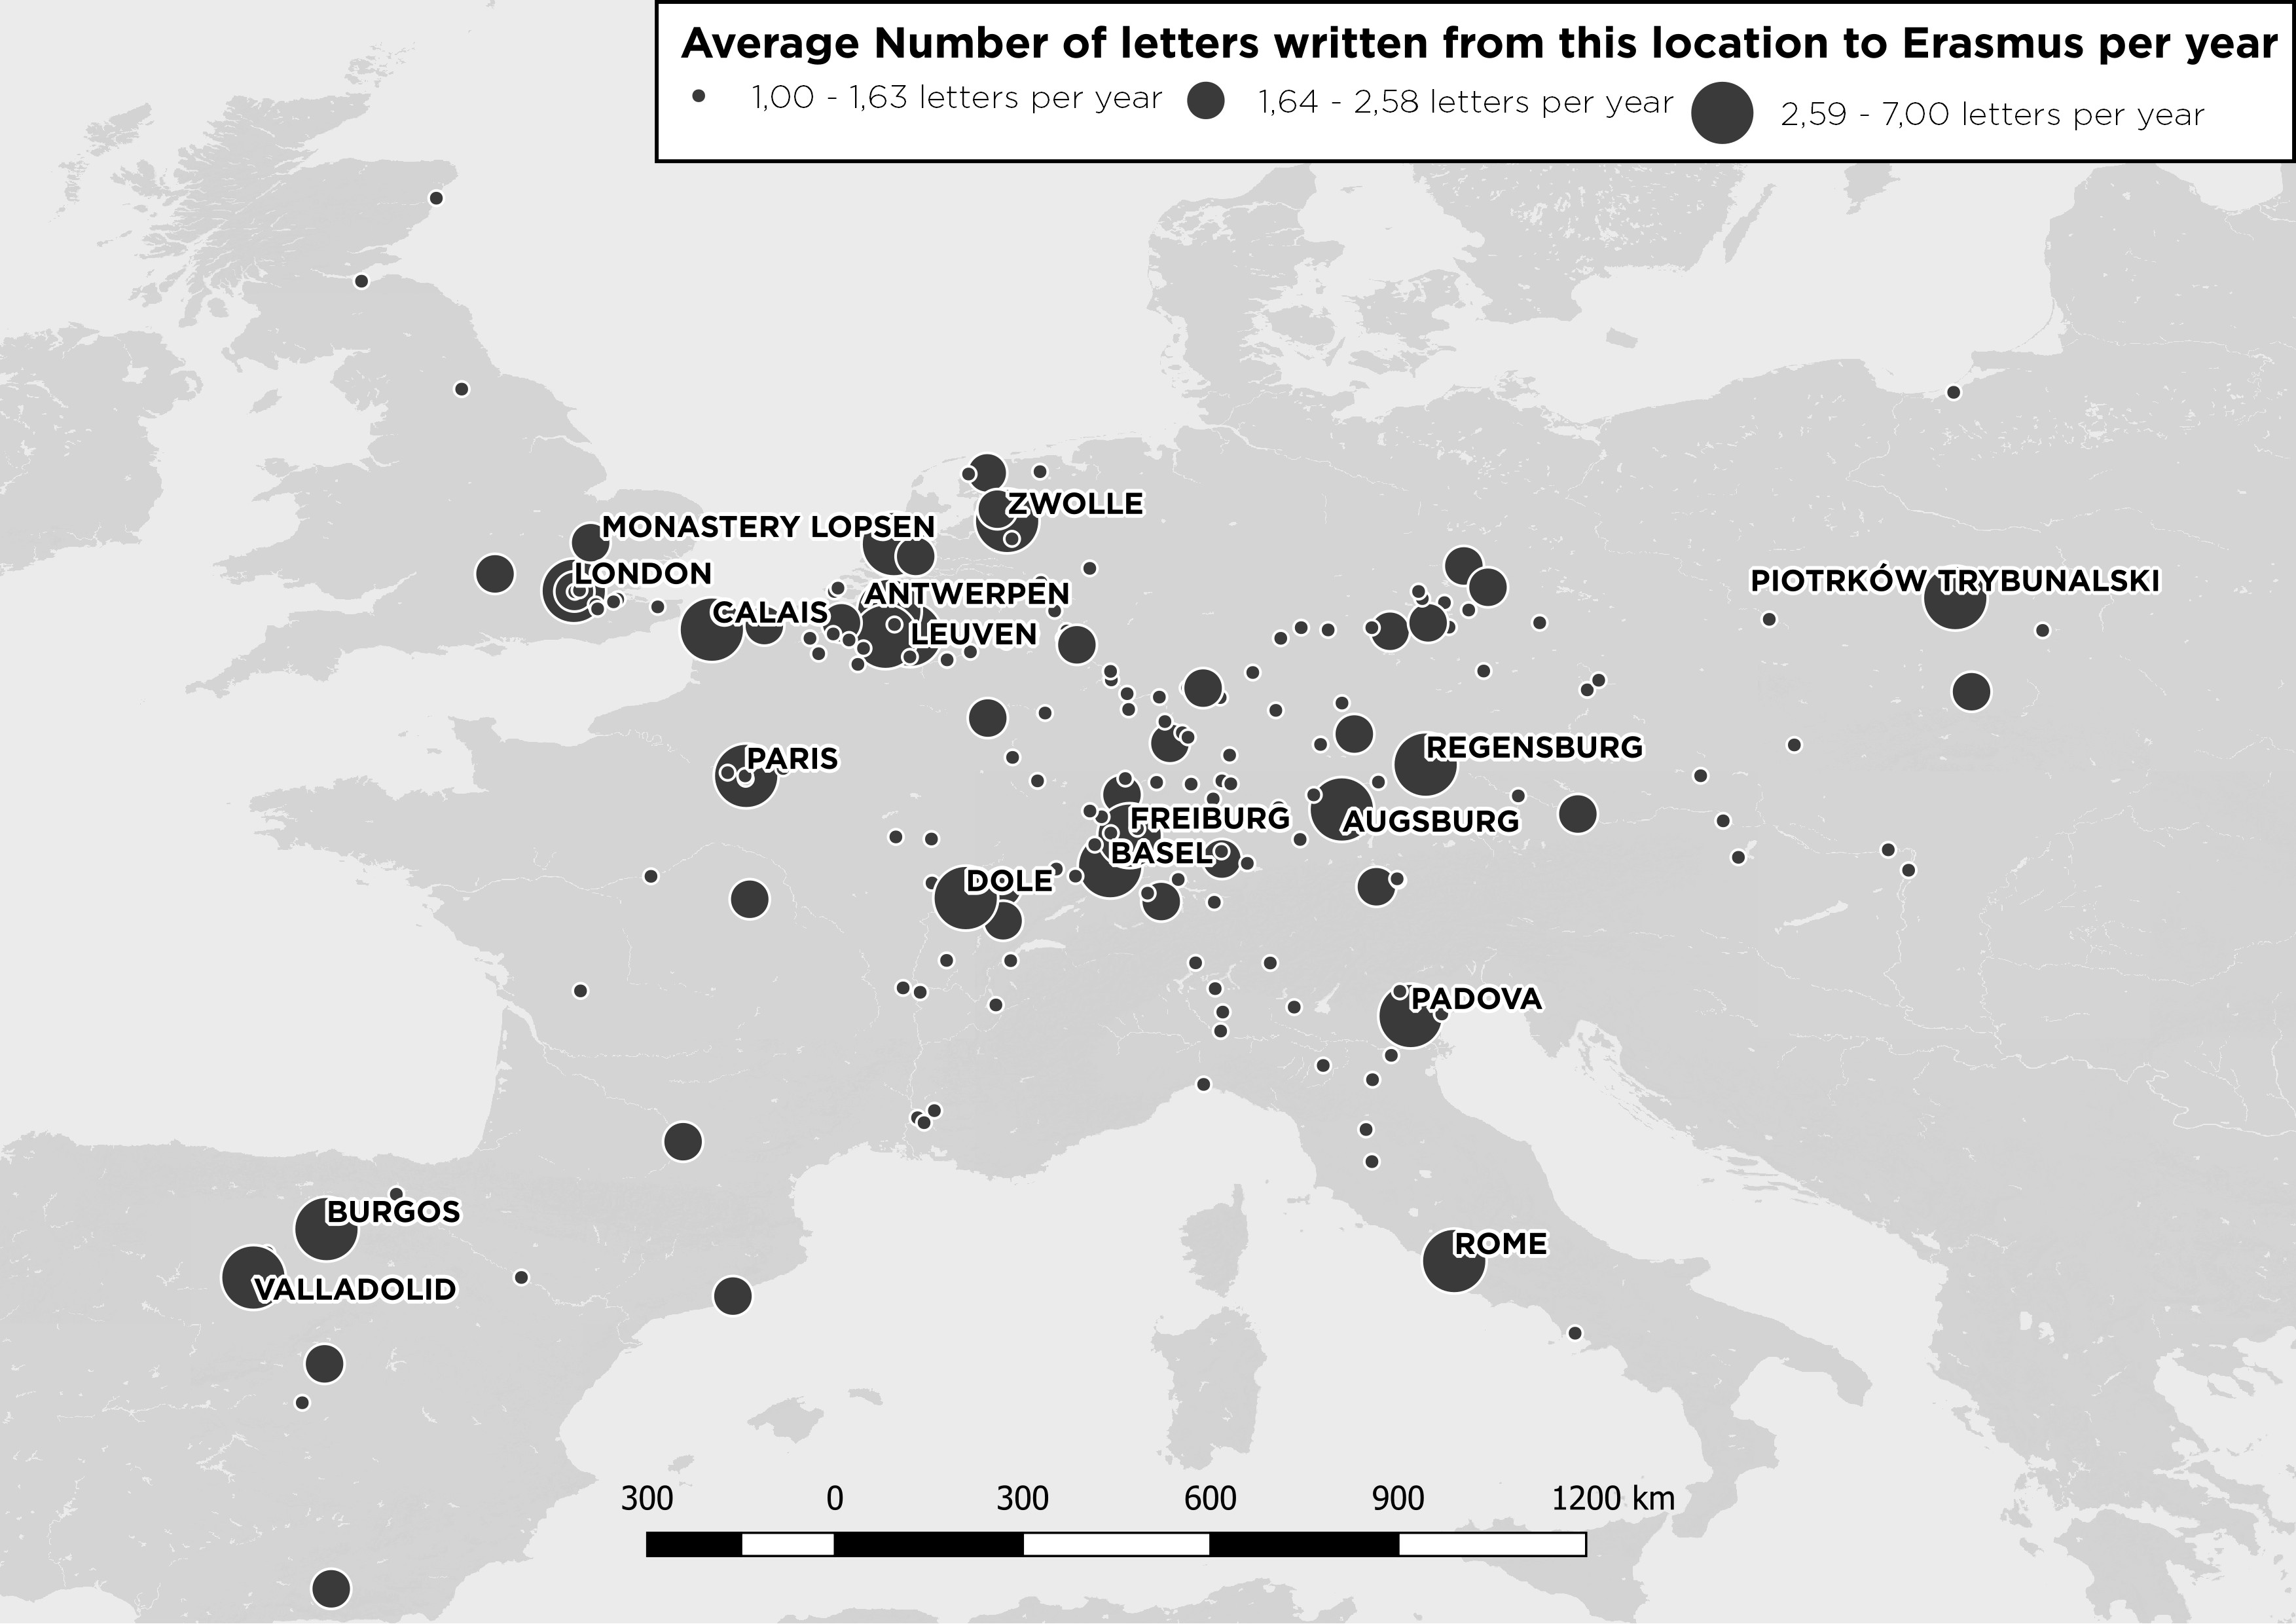 Average Number of letters written from this location to Erasmus per year
1,00 - 1,63 letters per year 1,64 - 2,58 letters per year 2,59 - 7,00 letters per year
ZWOLLE
MONASTERY LOPSEN
LONDON
PIOTRKÓW TRYBUNALSKI
ANTWERPEN
CALAIS
LEUVEN
REGENSBURG
PARIS
FREIBURG
AUGSBURG
BASEL
DOLE
PADOVA
BURGOS
ROME
VALLADOLID
300 0 300 600 900 1200 km